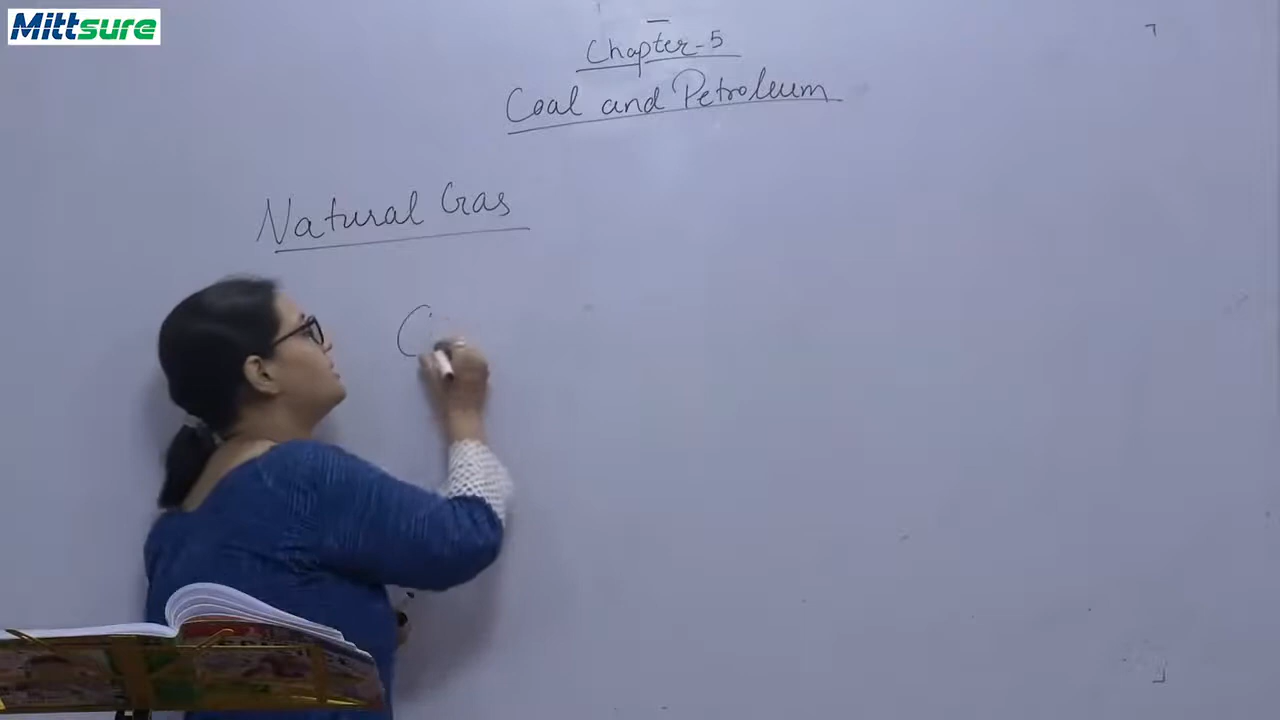 Mittsure
Chapter-5
Coal and Petroleum
Natural Gas
C